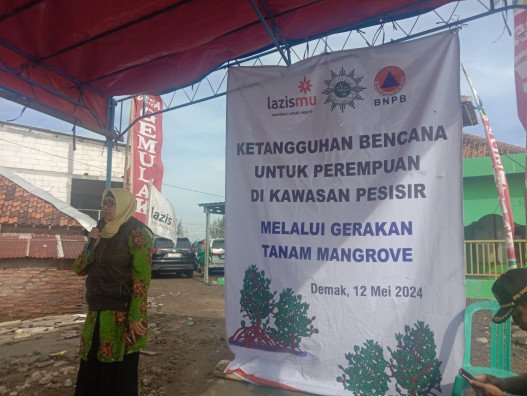 lazismu
memberi untuk negeri
BNPB
KETANGGUHAN BENCANA
UNTUK PEREMPUAN
DI KAWASAN PESISIR
MELALUI GERAKAN
TANAM MANGROVE
Demak, 12 Mei 2024
lazis